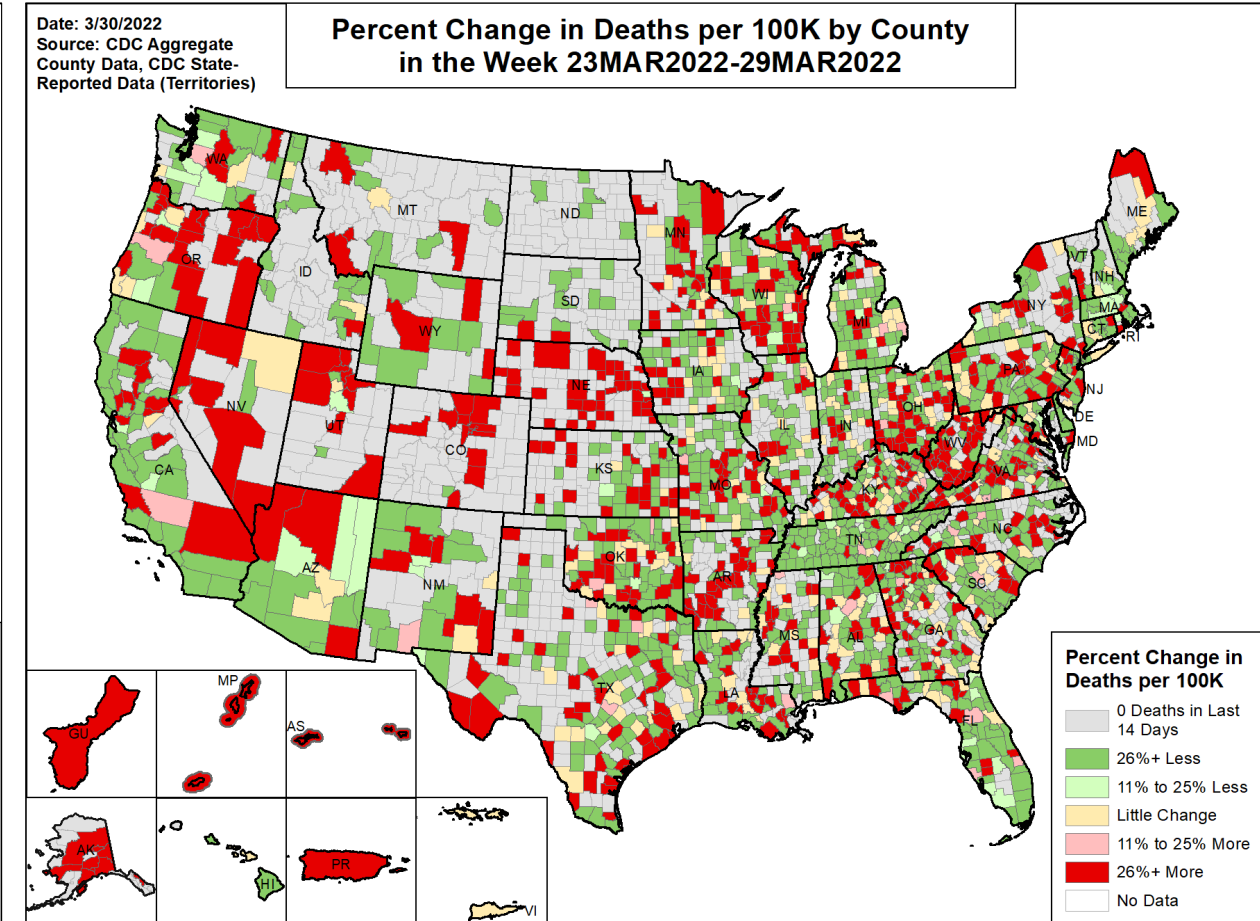 Date: 3/30/2022
Source: CDC Aggregate
County Data, CDC State-
Reported Data (Territories)
Percent Change in Deaths per 100K by County
in the Week 23MAR2022-29MAR2022
WA
MT
ND
MN
ME
OR
ID
SD
WI
MI
VT
NH
NY
MA
CT
RI
WY
IA
NE
PA
NJ
NV
UT
CO
IL
IN
OH
DE
MD
WV
VA
CA
KS
MO
KY
NC
TN
AZ
NM
OK
AR
SC
MS
AL
GA
TX
LA
FL
GU
MP
AS
AK
HI
PR
VI
Percent Change in
Deaths per 100K
0 Deaths in Last
14 Days
26%+ Less
11% to 25% Less
Little Change
11% to 25% More
26%+ More
No Data